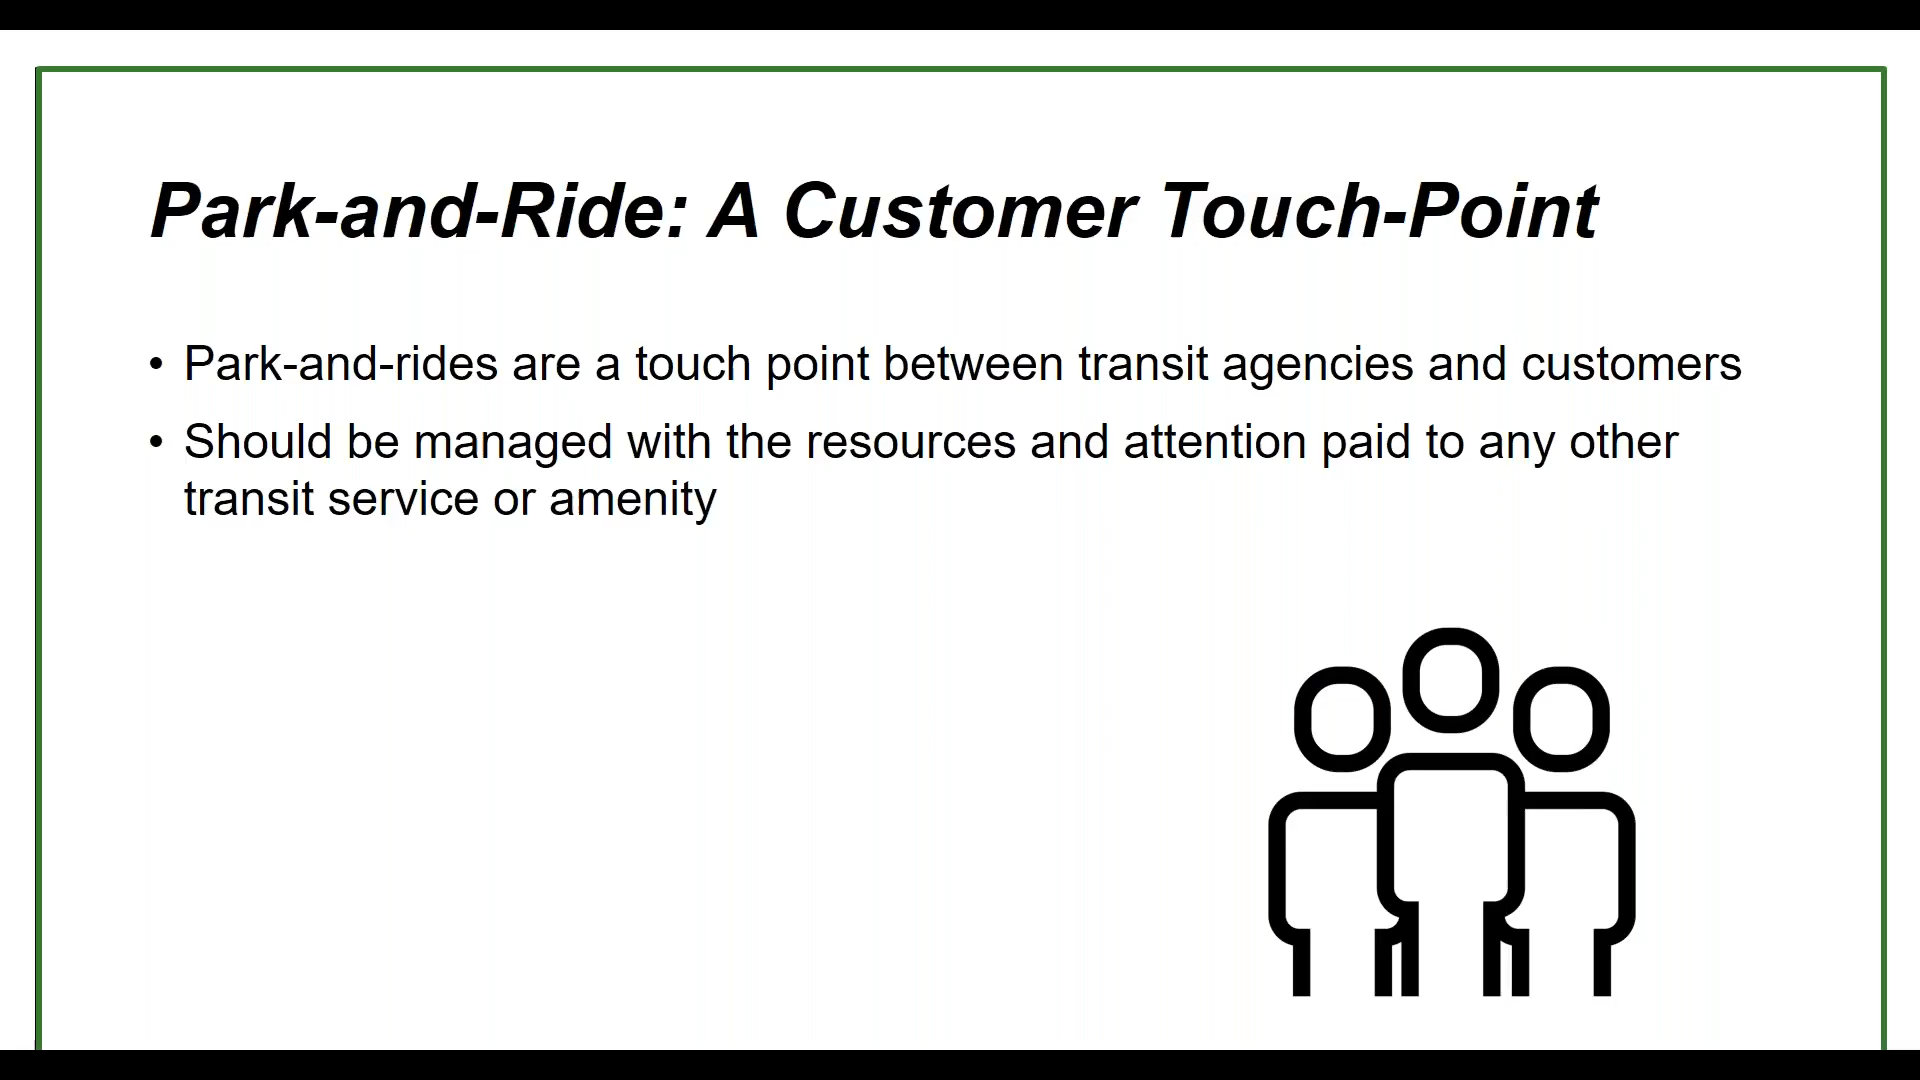 Park-and-Ride: A Customer Touch-Point
• Park-and-rides are a touch point between transit agencies and customers
• Should be managed with the resources and attention paid to any other
transit service or amenity